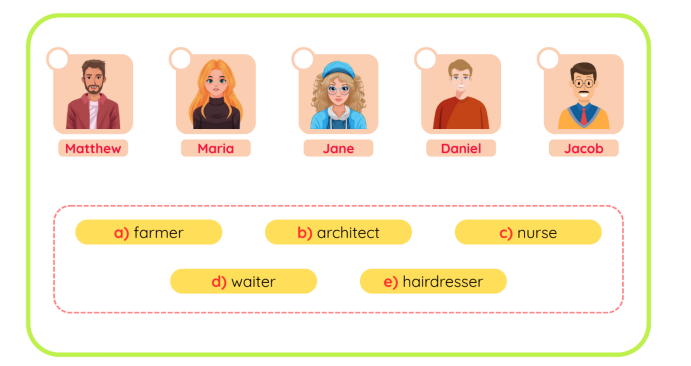 Matthew Maria Jane Daniel Jacob
a) farmer b) architect c) nurse
d) waiter e) hairdresser